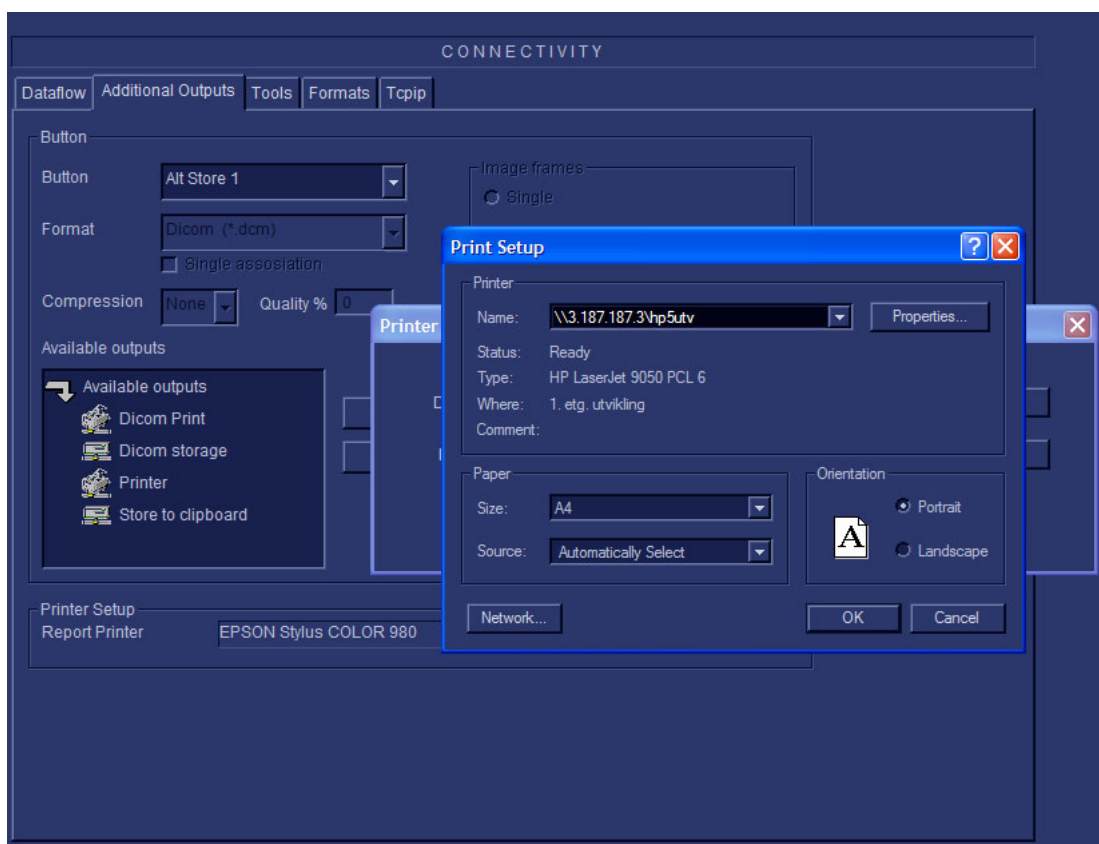 CONNECTIVITY
Dataflow Additional Outputs Tools Formats Tcpip
Button
Button Alt Store 1
Image frames
Single
Format Dicom (*.dcm)
Single assosiation
Compression None Quality % 0
Available outputs
Available outputs
Dicom Print
Dicom storage
Printer
Store to clipboard
Printer Setup
Report Printer EPSON Stylus COLOR 980
Printer
Print Setup
Printer
Name: \\3.187.187.3\hp5utv Properties...
Status: Ready
Type: HP LaserJet 9050 PCL 6
Where: 1. etg. utvikling
Comment:
Paper
Size: A4
Source: Automatically Select
Orientation
A
Portrait
Landscape
Network... OK Cancel